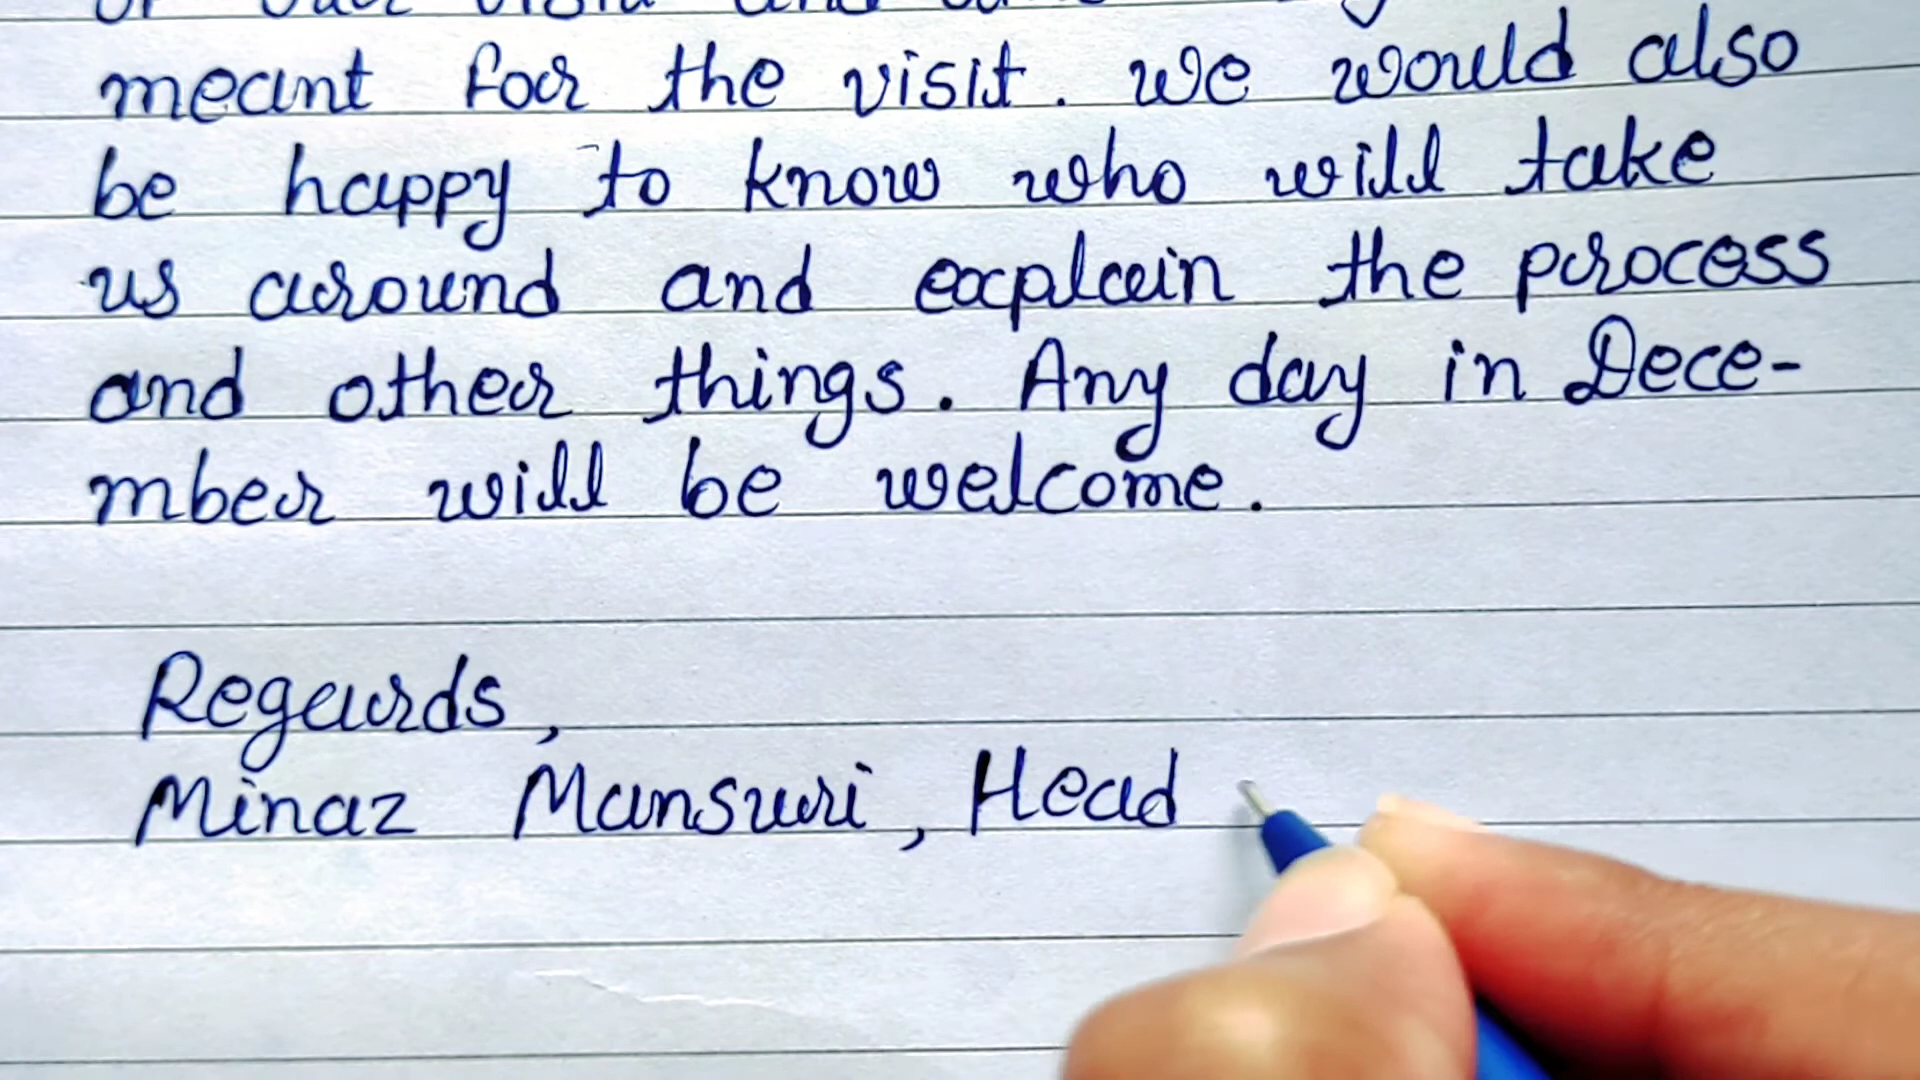 meant for the visit. we would also
be happy to know who will take
us around and explain the process
and other things. Any day in Dece-
mber will be welcome.
Regards,
Minaz Mansuri, Head